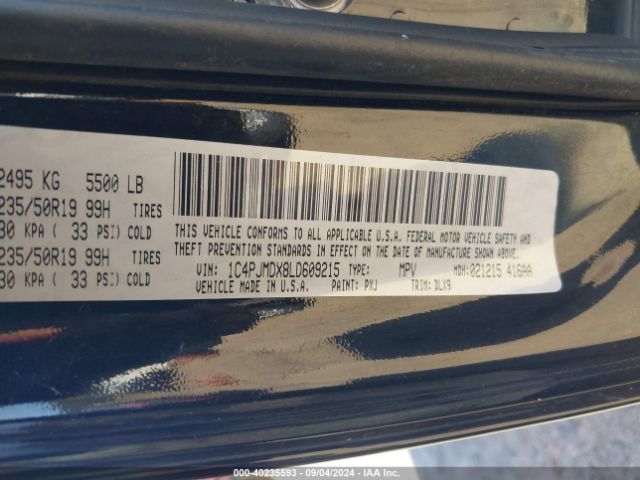 2495 KG 5500 LB
235/50R19 99H TIRES
30 KPA ( 33 PSI) COLD
235/50R19 99H TIRES
30 KPA ( 33 PSI) COLD
THIS VEHICLE CONFORMS TO ALL APPLICABLE U.S.A. FEDERAL MOTOR VEHICLE SAFETY AND
THEFT PREVENTION STANDARDS IN EFFECT ON THE DATE OF MANUFACTURE SHOWN ABOVE.
VIN: 1C4PJMDX8LD609215 TYPE: MPV MDH: 021215 416AA
VEHICLE MADE IN U.S.A. PAINT: PXJ TRIM: DLX9
000-40235593 - 09/04/2024 - IAA Inc.